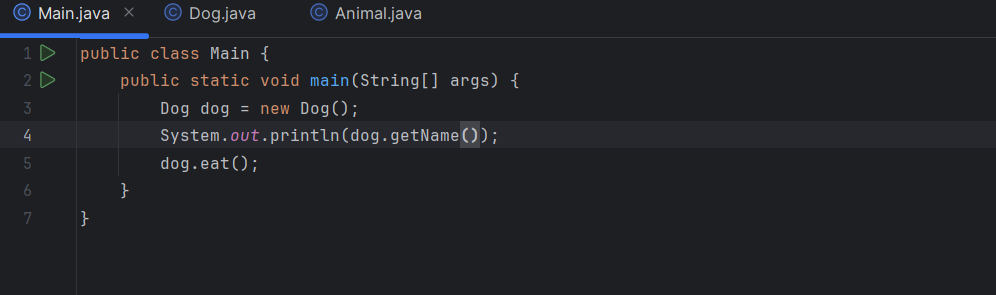 Main.java Dog.java Animal.java
1 public class Main {
2 public static void main(String[] args) {
3 Dog dog = new Dog();
4 System.out.println(dog.getName());
5 dog.eat();
6 }
7 }